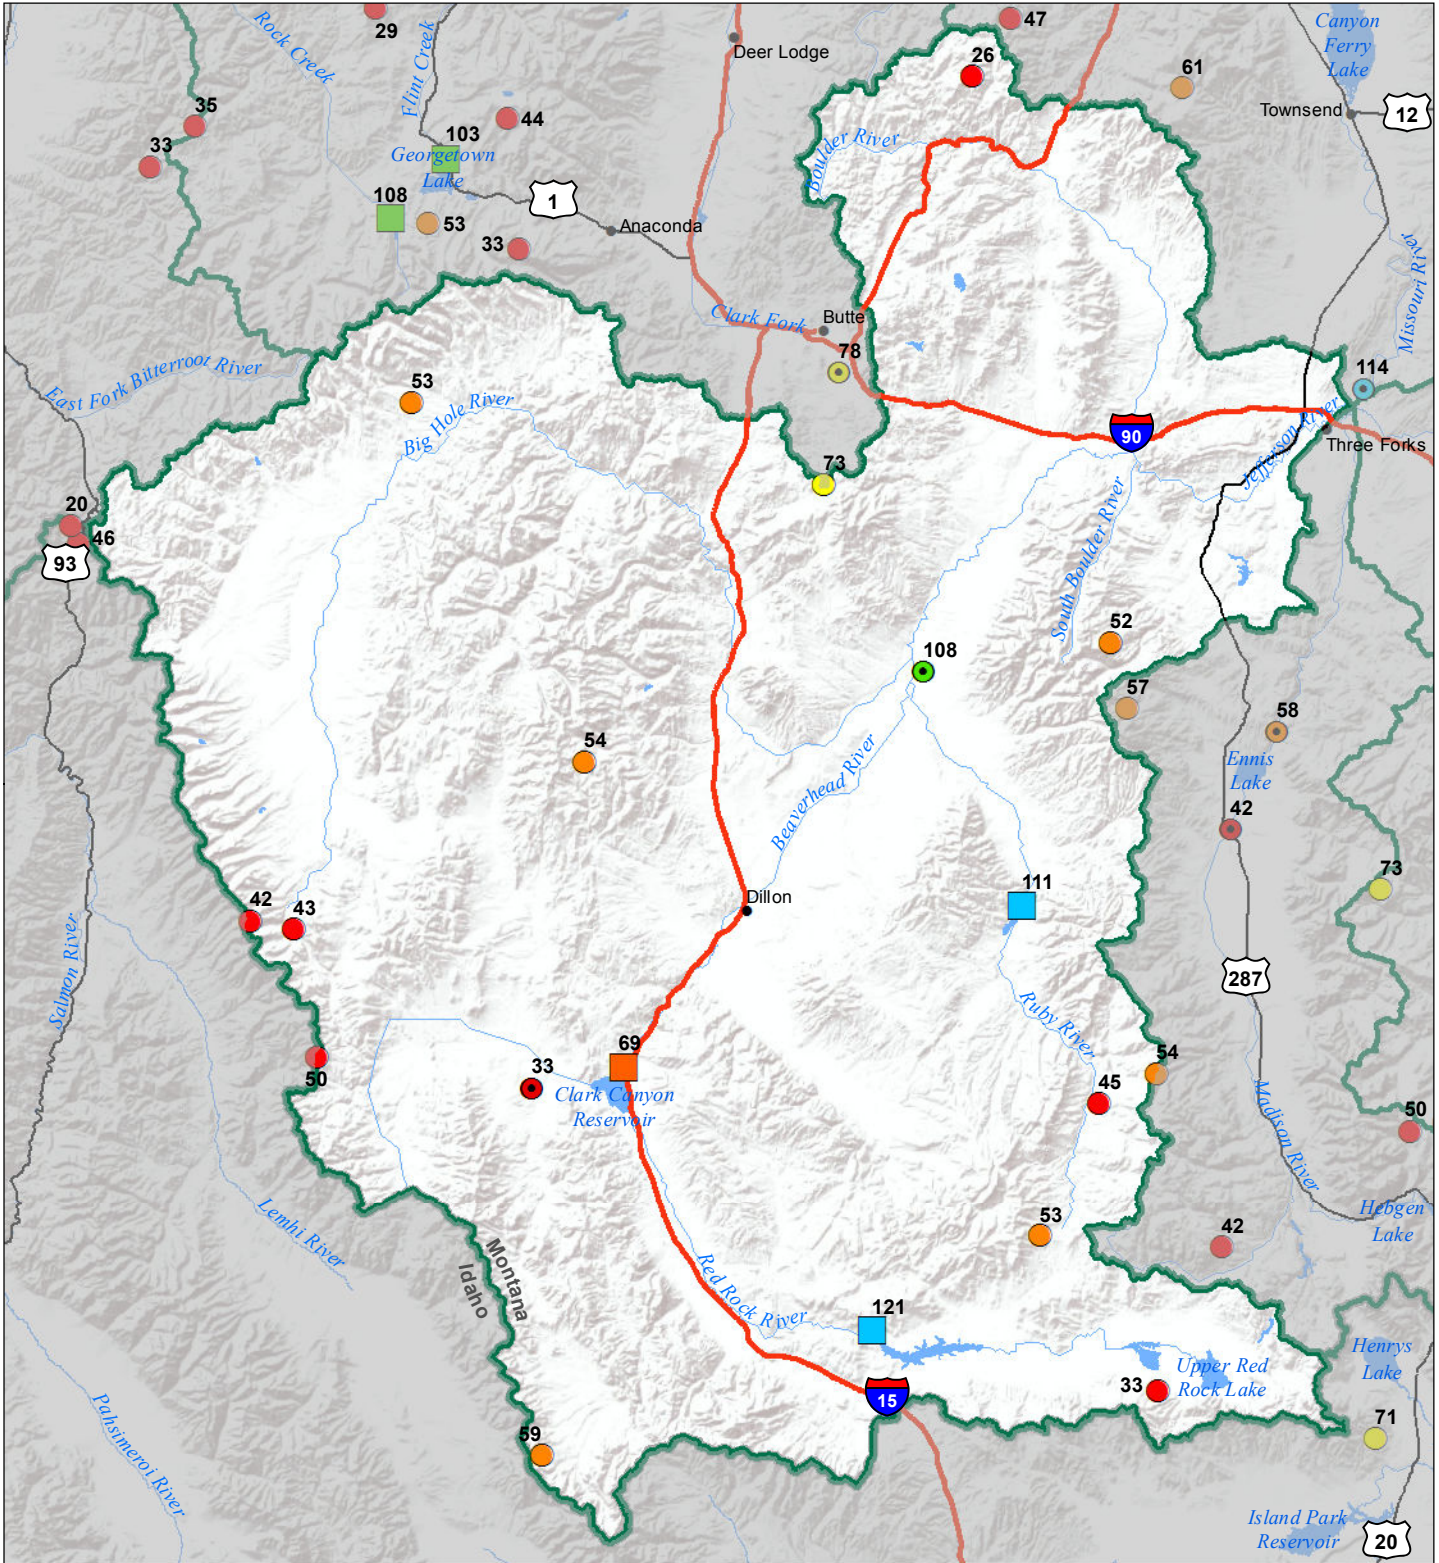 29
Rock Creek
Flint Creek
Deer Lodge
47
26
61
Canyon
Ferry
Lake
Townsend
12
35
33
44
103
Georgetown
Lake
108
53
33
1
Anaconda
Boulder River
Missouri River
Clark Fork
Butte
78
114
East Fork Bitterroot River
53
Big Hole River
90
Jefferson River
Three Forks
73
20
46
93
South Boulder River
52
108
57
58
Ennis
Lake
54
Beaverhead River
42
73
111
Dillon
42
43
Salmon River
287
Ruby River
69
33
Clark Canyon
Reservoir
50
54
45
Madison River
50
Lemhi River
Montana
Idaho
53
42
Hebgen
Lake
Red Rock River
121
Upper Red
Rock Lake
33
Henrys
Lake
15
71
59
Pahsimeroi River
Island Park
Reservoir
20